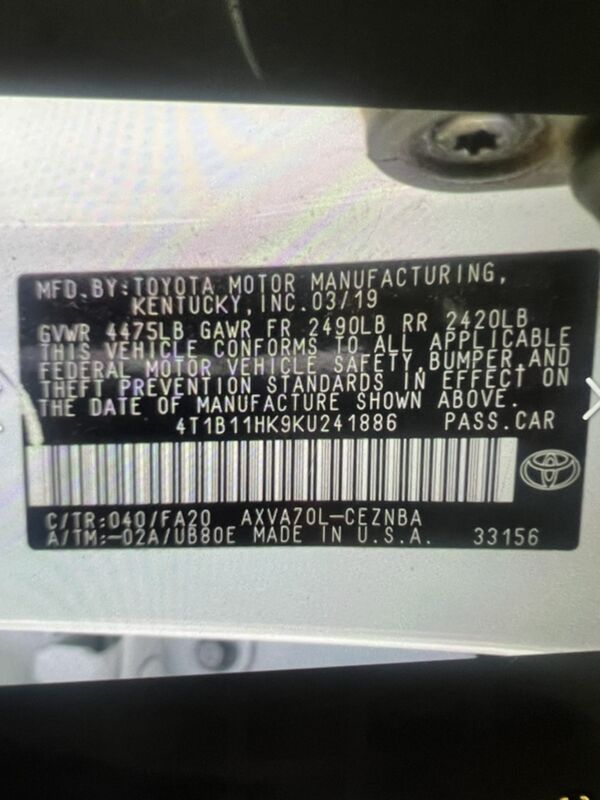 MFD.BY:TOYOTA MOTOR MANUFACTURING,
KENTUCKY,INC.03/19
GVWR 4475LB GAWR FR 2490LB RR 2420LB
THIS VEHICLE CONFORMS TO ALL APPLICABLE
FEDERAL MOTOR VEHICLE SAFETY,BUMPER,AND
THEFT PREVENTION STANDARDS IN EFFECT ON
THE DATE OF MANUFACTURE SHOWN ABOVE.
4T1B11HK9KU241886 PASS.CAR
C/TR:040/FA20 AXVA70L-CEZNBA
A/TM:-02A/UB80E MADE IN U.S.A. 33156